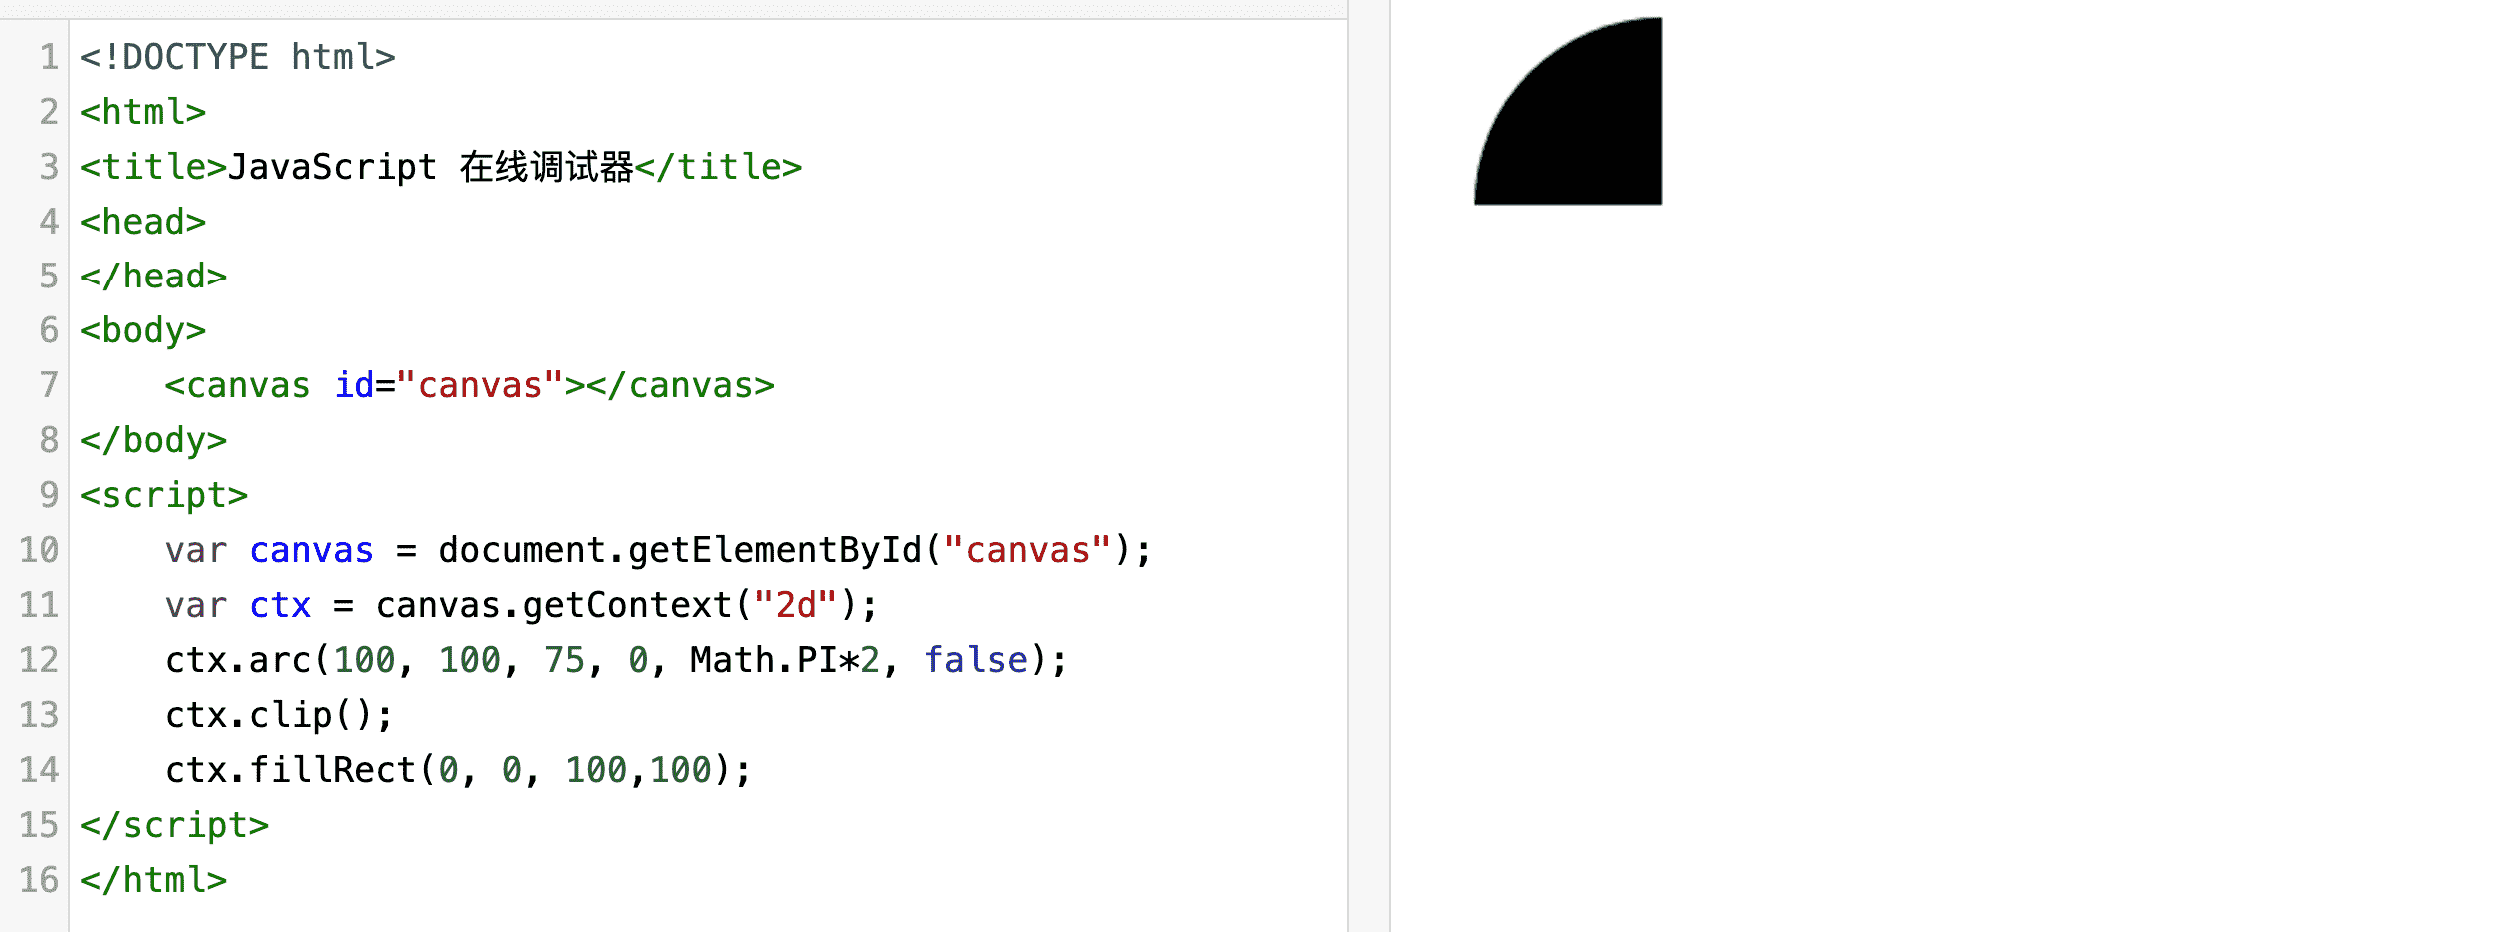 1 <!DOCTYPE html>
2 <html>
3 <title>JavaScript 在线调试器</title>
4 <head>
5 </head>
6 <body>
7     <canvas id="canvas"></canvas>
8 </body>
9 <script>
10     var canvas = document.getElementById("canvas");
11     var ctx = canvas.getContext("2d");
12     ctx.arc(100, 100, 75, 0, Math.PI*2, false);
13     ctx.clip();
14     ctx.fillRect(0, 0, 100,100);
15 </script>
16 </html>